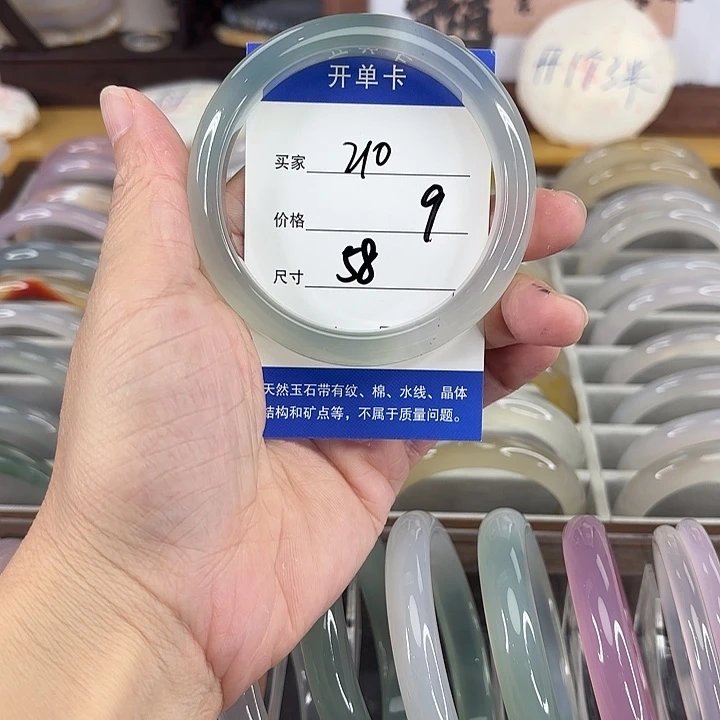 开单卡
买家 210
价格 9
尺寸 58
天然玉石带有纹、棉、水线、晶体
结构和矿点等，不属于质量问题。